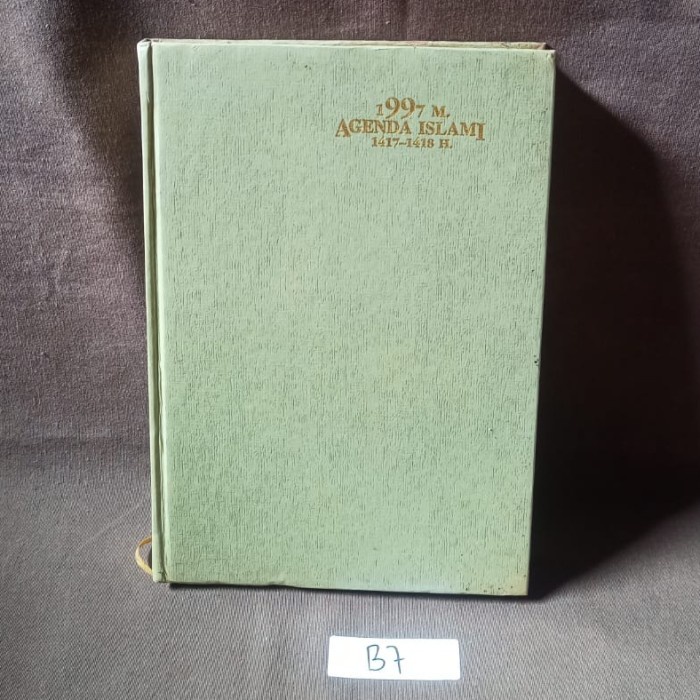 1997 M.
AGENDA ISLAMI
1417-1418 H.
B7